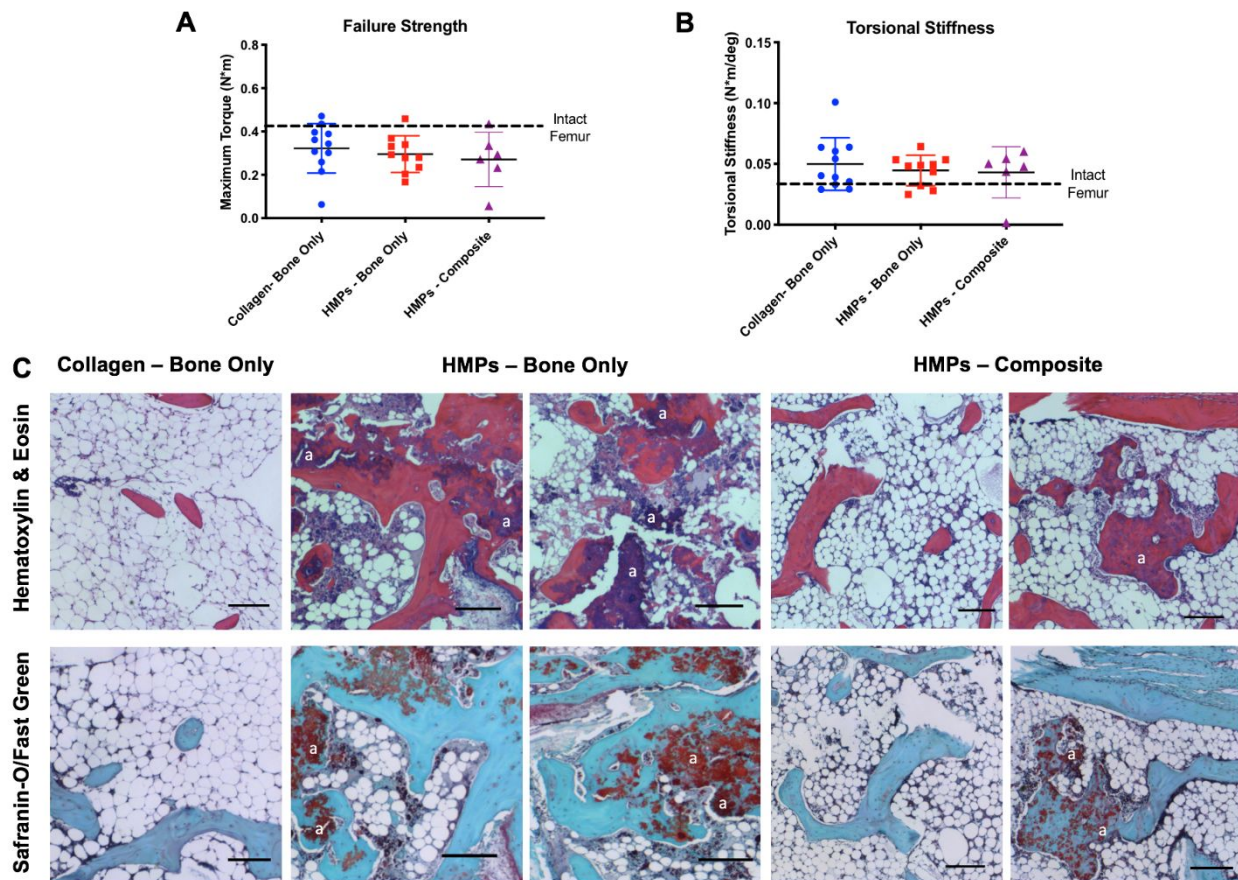 A
Failure Strength
Maximum Torque (N*m)
0.8
0.6
0.4
0.2
0.0
Intact
Femur
Collagen- Bone Only
HMPs - Bone Only
HMPs - Composite
B
Torsional Stiffness
Torsional Stiffness (N*m/deg)
0.15
0.10
0.05
0.00
Intact
Femur
Collagen- Bone Only
HMPs - Bone Only
HMPs - Composite
C
Collagen – Bone Only
HMPs – Bone Only
HMPs – Composite
Hematoxylin & Eosin
a
a
a
a
a
a
a
Safranin-O/Fast Green
a
a
a
a
a
a